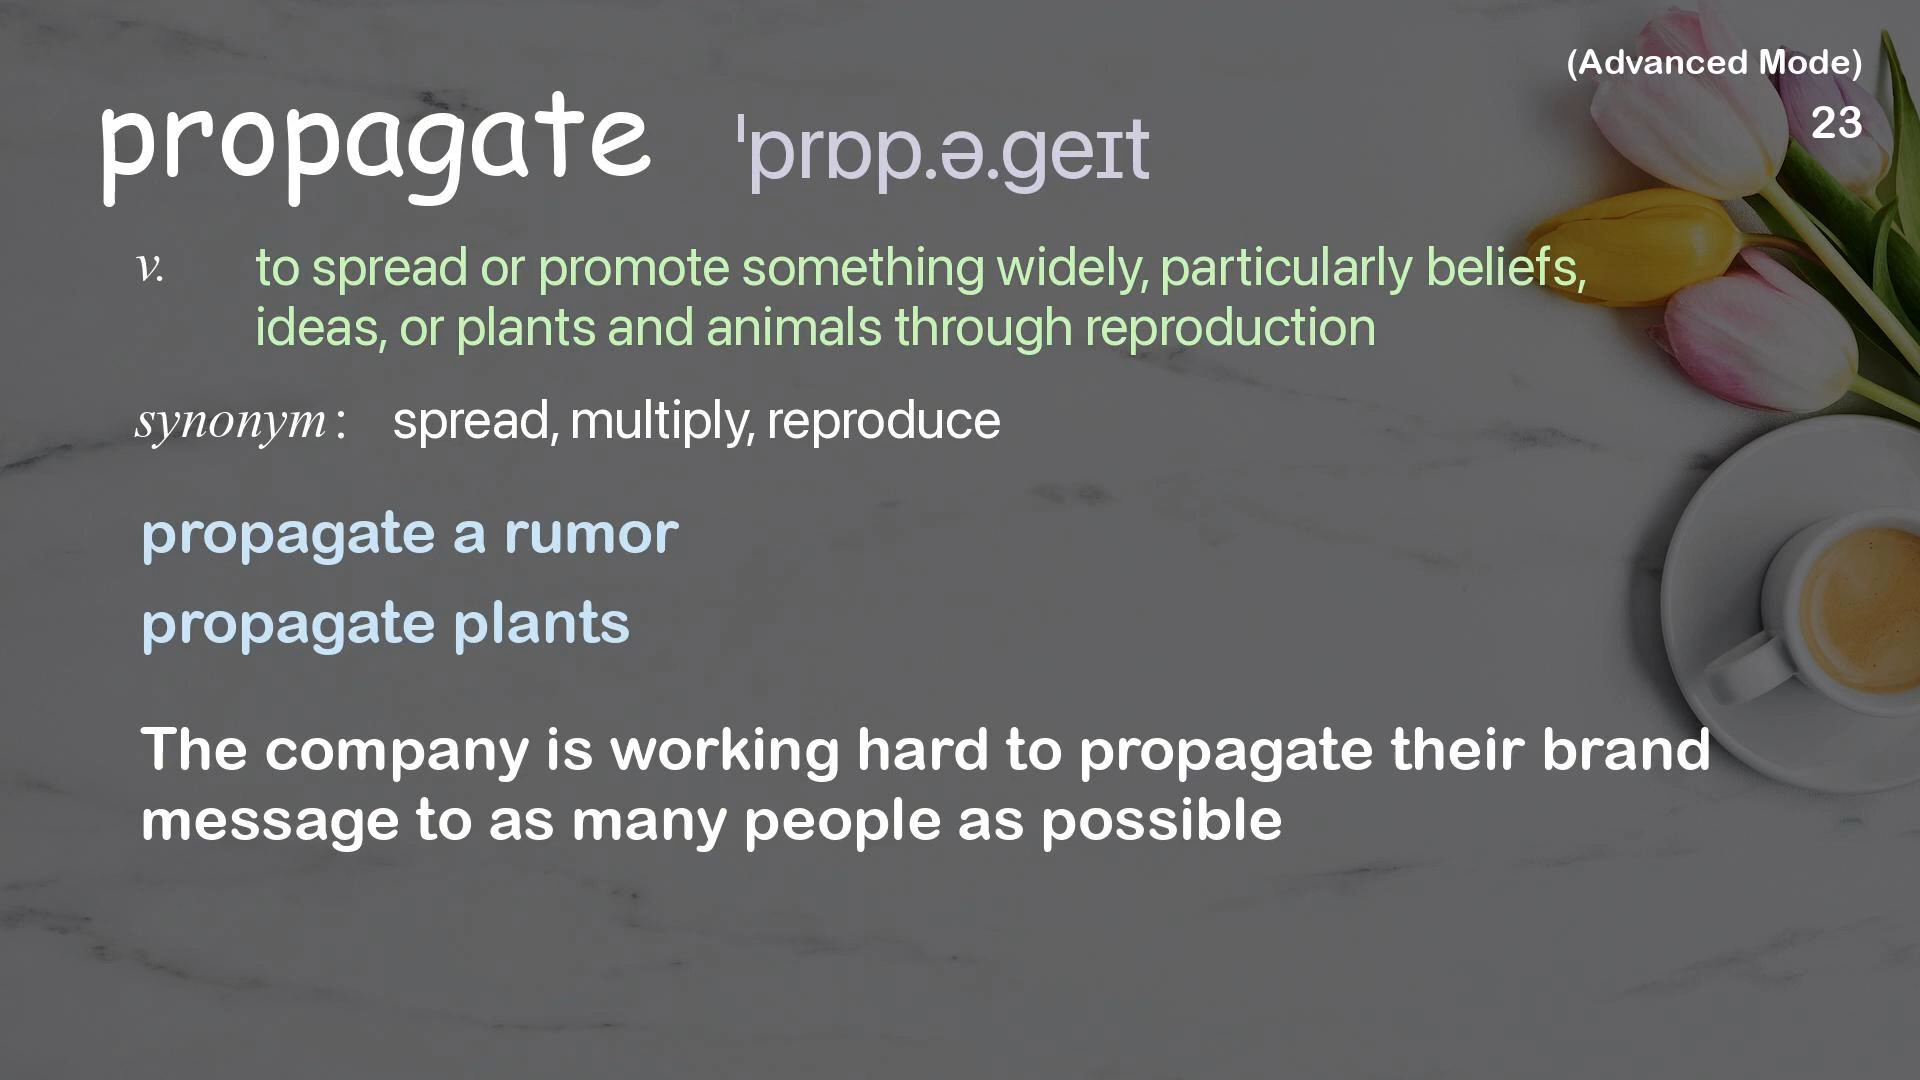 (Advanced Mode)
23
propagate ˈprɒp.ə.ɡeɪt
v. to spread or promote something widely, particularly beliefs,
ideas, or plants and animals through reproduction
synonym: spread, multiply, reproduce
propagate a rumor
propagate plants
The company is working hard to propagate their brand
message to as many people as possible